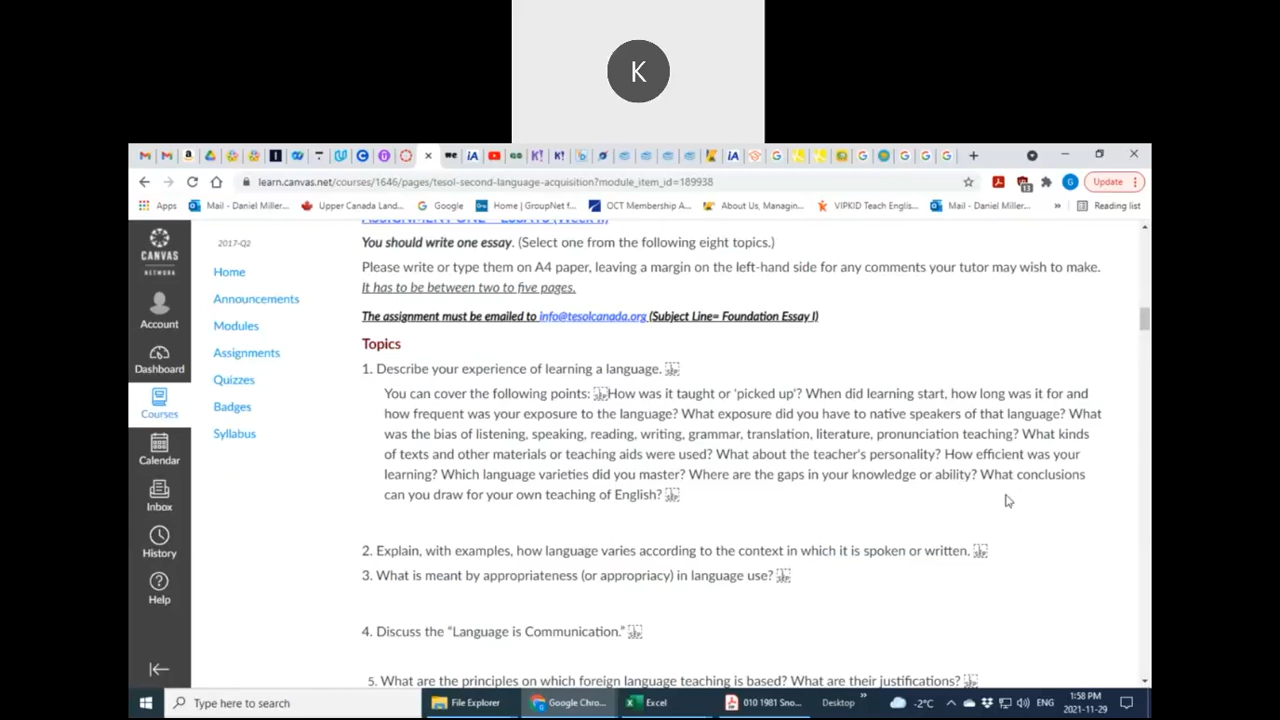 K
learn.canvas.net/courses/1646/pages/tesol-second-language-acquisition?module_item_id=189938
Update
Apps
Mail - Daniel Miller...
Upper Canada Land...
Google
Home | GroupNet f...
OCT Membership A...
About Us, Managin...
VIPKID Teach Englis...
Mail - Daniel Miller...
»
Reading list
CANVAS
NETWORK
Account
Dashboard
Courses
Calendar
Inbox
History
Help
2017-Q2
Home
Announcements
Modules
Assignments
Quizzes
Badges
Syllabus
You should write one essay. (Select one from the following eight topics.)
Please write or type them on A4 paper, leaving a margin on the left-hand side for any comments your tutor may wish to make.
It has to be between two to five pages.
The assignment must be emailed to info@tesolcanada.org (Subject Line= Foundation Essay I)
Topics
1. Describe your experience of learning a language.
You can cover the following points: How was it taught or 'picked up'? When did learning start, how long was it for and
how frequent was your exposure to the language? What exposure did you have to native speakers of that language? What
was the bias of listening, speaking, reading, writing, grammar, translation, literature, pronunciation teaching? What kinds
of texts and other materials or teaching aids were used? What about the teacher's personality? How efficient was your
learning? Which language varieties did you master? Where are the gaps in your knowledge or ability? What conclusions
can you draw for your own teaching of English?
2. Explain, with examples, how language varies according to the context in which it is spoken or written.
3. What is meant by appropriateness (or appropriacy) in language use?
4. Discuss the “Language is Communication.”
5. What are the principles on which foreign language teaching is based? What are their justifications?
Type here to search
File Explorer
Google Chro...
Excel
010 1981 Sno...
Desktop
»
-2°C
ENG
1:58 PM
2021-11-29